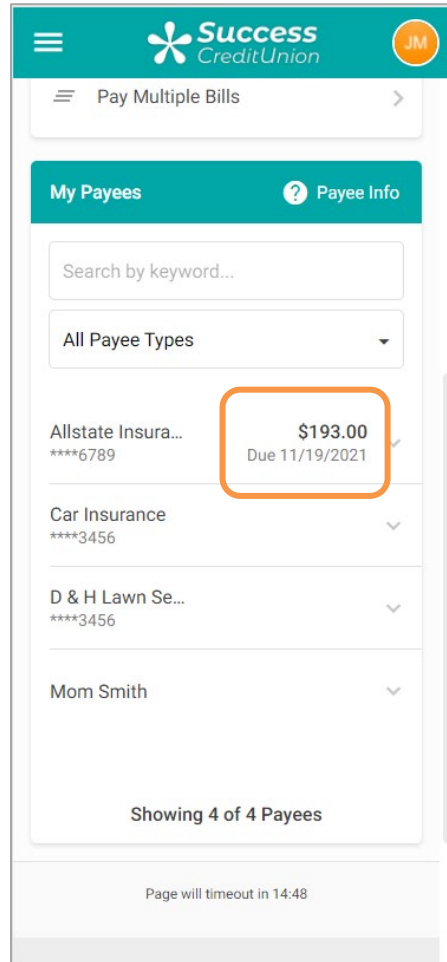 Success
CreditUnion
JM
Pay Multiple Bills
My Payees
? Payee Info
Search by keyword...
All Payee Types
Allstate Insura... $193.00
****6789 Due 11/19/2021
Car Insurance
****3456
D & H Lawn Se...
****3456
Mom Smith
Showing 4 of 4 Payees
Page will timeout in 14:48